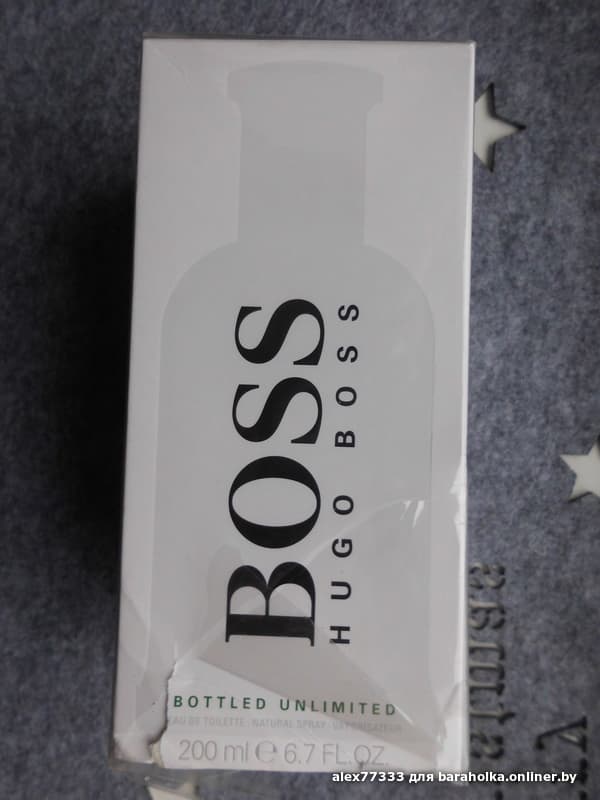 BOSS
HUGO BOSS
BOTTLED UNLIMITED
EAU DE TOILETTE · NATURAL SPRAY · VAPORISATEUR
200 ml ℮ 6.7 FL.OZ.
alex77333 для baraholka.onliner.by